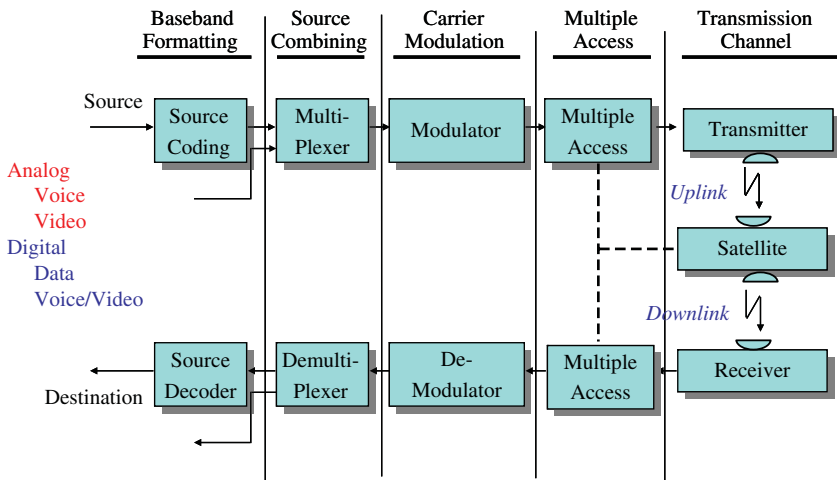 Baseband
Formatting
Source
Combining
Carrier
Modulation
Multiple
Access
Transmission
Channel
Source
Source
Coding
Multi-
Plexer
Modulator
Multiple
Access
Transmitter
Analog
Voice
Video
Digital
Data
Voice/Video
Uplink
Satellite
Downlink
Destination
Source
Decoder
Demulti-
Plexer
De-
Modulator
Multiple
Access
Receiver